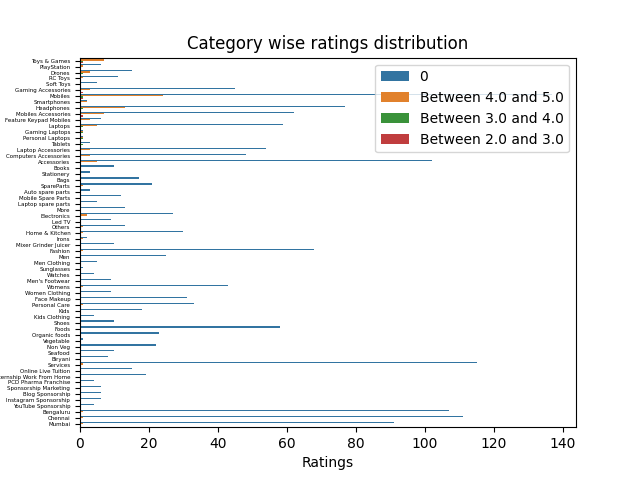 Category wise ratings distribution
Toys & Games
PlayStation
Drones
RC Toys
Soft Toys
Gaming Accessories
Mobiles
Smartphones
Headphones
Mobiles Accessories
Feature Keypad Mobiles
Laptops
Gaming Laptops
Personal Laptops
Tablets
Laptop Accessories
Computers Accessories
Accessories
Books
Stationery
Bags
SpareParts
Auto spare parts
Mobile Spare Parts
Laptop spare parts
More
Electronics
Led TV
Others
Home & Kitchen
Irons
Mixer Grinder Juicer
Fashion
Men
Men Clothing
Sunglasses
Watches
Men's Footwear
Womens
Women Clothing
Face Makeup
Personal Care
Kids
Kids Clothing
Shoes
Foods
Organic foods
Vegetable
Non Veg
Seafood
Biryani
Services
Online Live Tuition
ternship Work From Home
PCD Pharma Franchise
Sponsorship Marketing
Blog Sponsorship
Instagram Sponsorship
YouTube Sponsorship
Bengaluru
Chennai
Mumbai
0
Between 4.0 and 5.0
Between 3.0 and 4.0
Between 2.0 and 3.0
0 20 40 60 80 100 120 140
Ratings